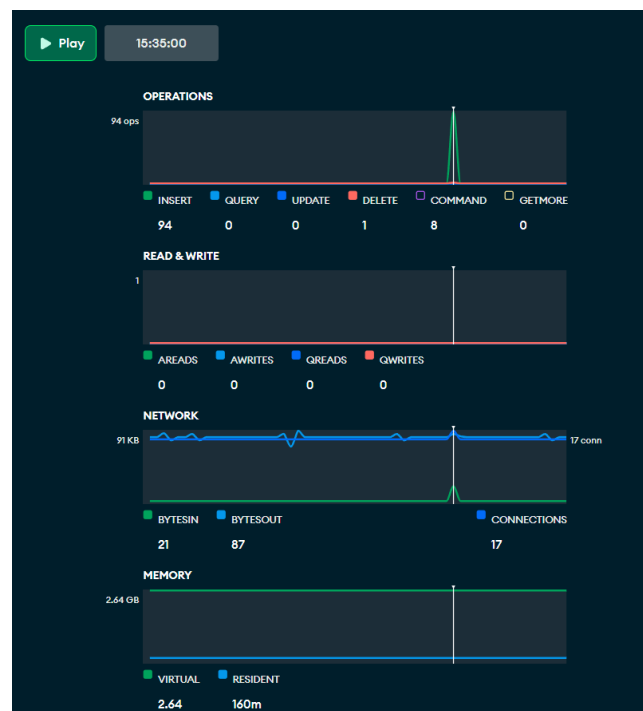 Play 15:35:00
OPERATIONS
94 ops
INSERT QUERY UPDATE DELETE COMMAND GETMORE
94 0 0 1 8 0
READ & WRITE
1
AREADS AWRITES QREADS QWRITES
0 0 0 0
NETWORK
91 KB 17 conn
BYTESIN BYTESOUT CONNECTIONS
21 87 17
MEMORY
2.64 GB
VIRTUAL RESIDENT
2.64 160m